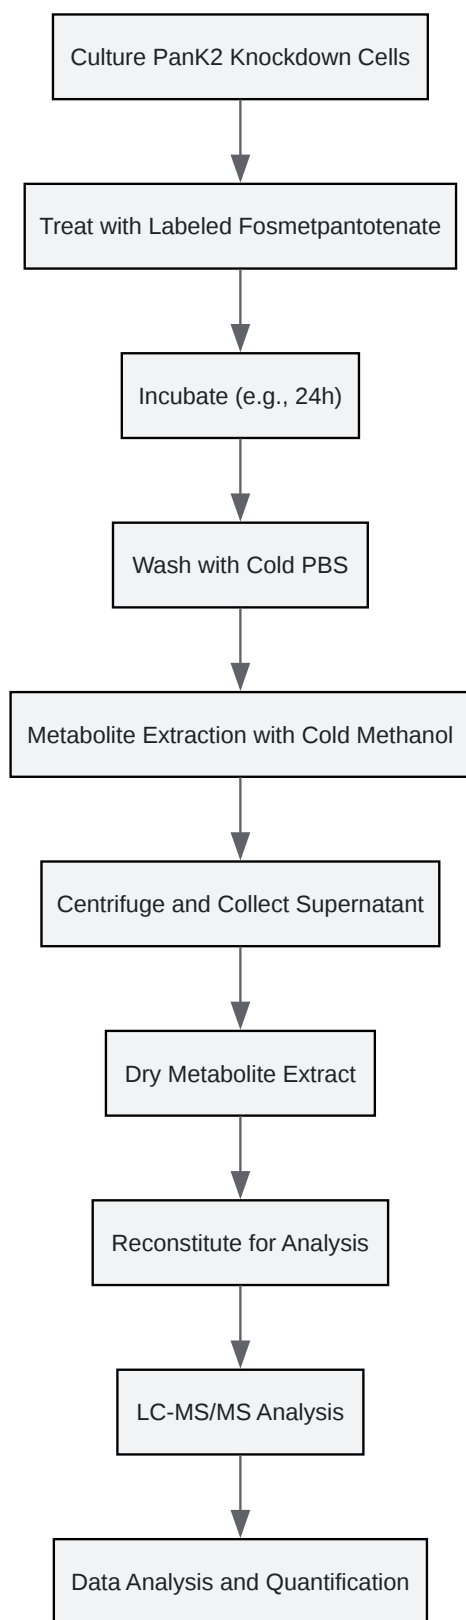 Culture PanK2 Knockdown Cells
Treat with Labeled Fosmetpantotenate
Incubate (e.g., 24h)
Wash with Cold PBS
Metabolite Extraction with Cold Methanol
Centrifuge and Collect Supernatant
Dry Metabolite Extract
Reconstitute for Analysis
LC-MS/MS Analysis
Data Analysis and Quantification